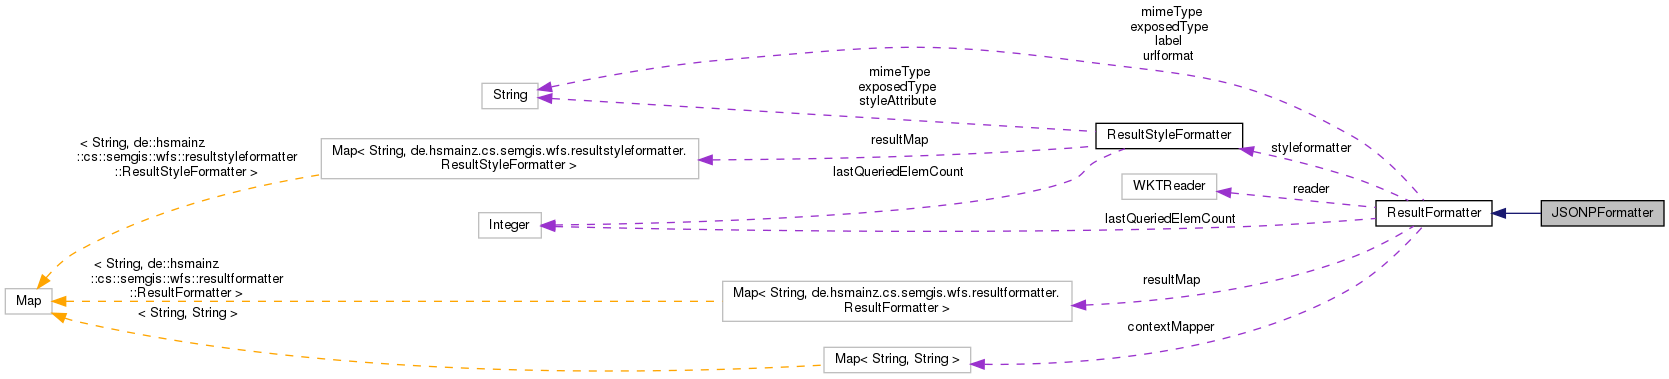 mimeType
exposedType
label
urlformat
mimeType
exposedType
styleAttribute
String
ResultStyleFormatter
< String, de::hsmainz
::cs::semgis::wfs::resultstyleformatter
::ResultStyleFormatter >
Map< String, de.hsmainz.cs.semgis.wfs.resultstyleformatter.
ResultStyleFormatter >
resultMap
styleformatter
lastQueriedElemCount
WKTReader
reader
Integer
lastQueriedElemCount
ResultFormatter
JSONPFormatter
< String, de::hsmainz
::cs::semgis::wfs::resultformatter
::ResultFormatter >
Map
Map< String, de.hsmainz.cs.semgis.wfs.resultformatter.
ResultFormatter >
resultMap
< String, String >
contextMapper
Map< String, String >